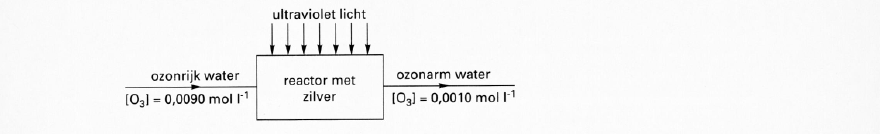 ultraviolet licht
ozonrijk water
[O₃] = 0,0090 mol l⁻¹
reactor met
zilver
ozonarm water
[O₃] = 0,0010 mol l⁻¹